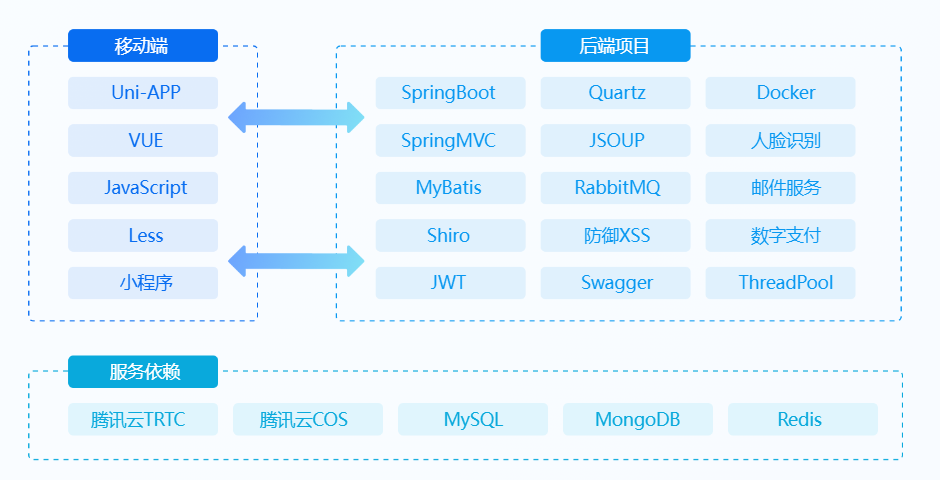 移动端
Uni-APP
VUE
JavaScript
Less
小程序
后端项目
SpringBoot
Quartz
Docker
SpringMVC
JSOUP
人脸识别
MyBatis
RabbitMQ
邮件服务
Shiro
防御XSS
数字支付
JWT
Swagger
ThreadPool
服务依赖
腾讯云TRTC
腾讯云COS
MySQL
MongoDB
Redis